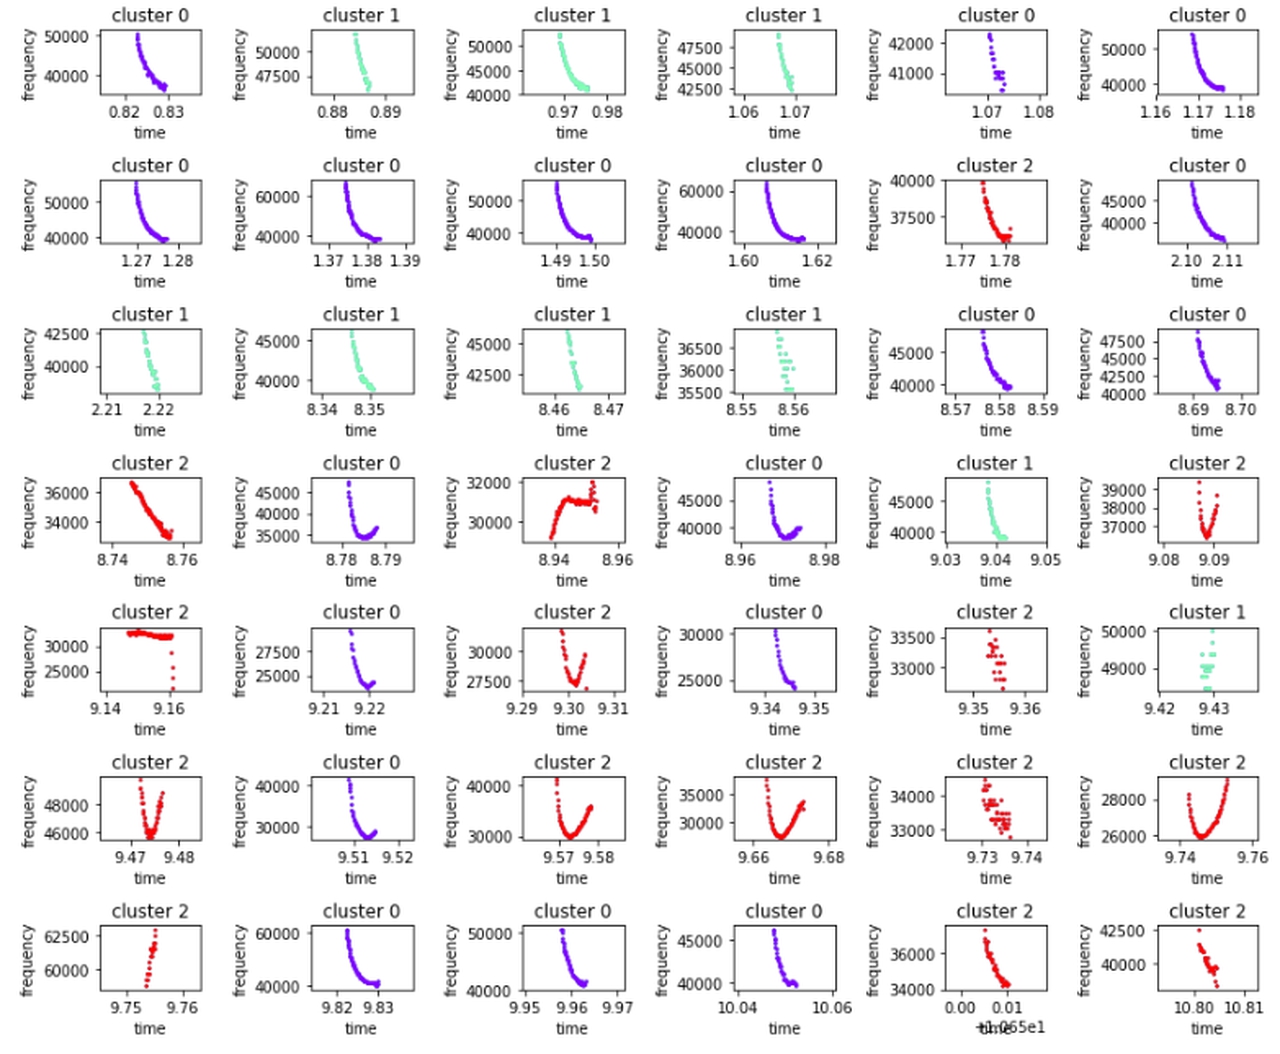 cluster 0 cluster 1 cluster 1 cluster 1 cluster 0 cluster 0
frequency 50000 40000 frequency 50000 47500 frequency 50000 45000 40000 frequency 47500 45000 42500 frequency 42000 41000 frequency 50000 40000
0.82 0.83 0.88 0.89 0.97 0.98 1.06 1.07 1.07 1.08 1.16 1.17 1.18
time time time time time time
cluster 0 cluster 0 cluster 0 cluster 0 cluster 2 cluster 0
frequency 50000 40000 frequency 60000 40000 frequency 50000 40000 frequency 60000 40000 frequency 40000 37500 frequency 45000 40000
1.27 1.28 1.37 1.38 1.39 1.49 1.50 1.60 1.62 1.77 1.78 2.10 2.11
time time time time time time
cluster 1 cluster 1 cluster 1 cluster 1 cluster 0 cluster 0
frequency 42500 40000 frequency 45000 40000 frequency 45000 42500 frequency 36500 36000 35500 frequency 45000 40000 frequency 47500 45000 42500 40000
2.21 2.22 8.34 8.35 8.46 8.47 8.55 8.56 8.57 8.58 8.59 8.69 8.70
time time time time time time
cluster 2 cluster 0 cluster 2 cluster 0 cluster 1 cluster 2
frequency 36000 34000 frequency 45000 40000 35000 frequency 32000 30000 frequency 45000 40000 frequency 45000 40000 frequency 39000 38000 37000
8.74 8.76 8.78 8.79 8.94 8.96 8.96 8.98 9.03 9.04 9.05 9.08 9.09
time time time time time time
cluster 2 cluster 0 cluster 2 cluster 0 cluster 2 cluster 1
frequency 30000 25000 frequency 27500 25000 frequency 30000 27500 frequency 30000 25000 frequency 33500 33000 frequency 50000 49000
9.14 9.16 9.21 9.22 9.29 9.30 9.31 9.34 9.35 9.35 9.36 9.42 9.43
time time time time time time
cluster 2 cluster 0 cluster 2 cluster 2 cluster 2 cluster 2
frequency 48000 46000 frequency 40000 30000 frequency 40000 30000 frequency 35000 30000 frequency 34000 33000 frequency 28000 26000
9.47 9.48 9.51 9.52 9.57 9.58 9.66 9.68 9.73 9.74 9.74 9.76
time time time time time time
cluster 2 cluster 0 cluster 0 cluster 0 cluster 2 cluster 2
frequency 62500 60000 frequency 60000 40000 frequency 50000 40000 frequency 45000 40000 frequency 36000 34000 frequency 42500 40000
9.75 9.76 9.82 9.83 9.95 9.96 9.97 10.04 10.06 0.00 0.01 10.80 10.81
time time time time time +1.065e1 time